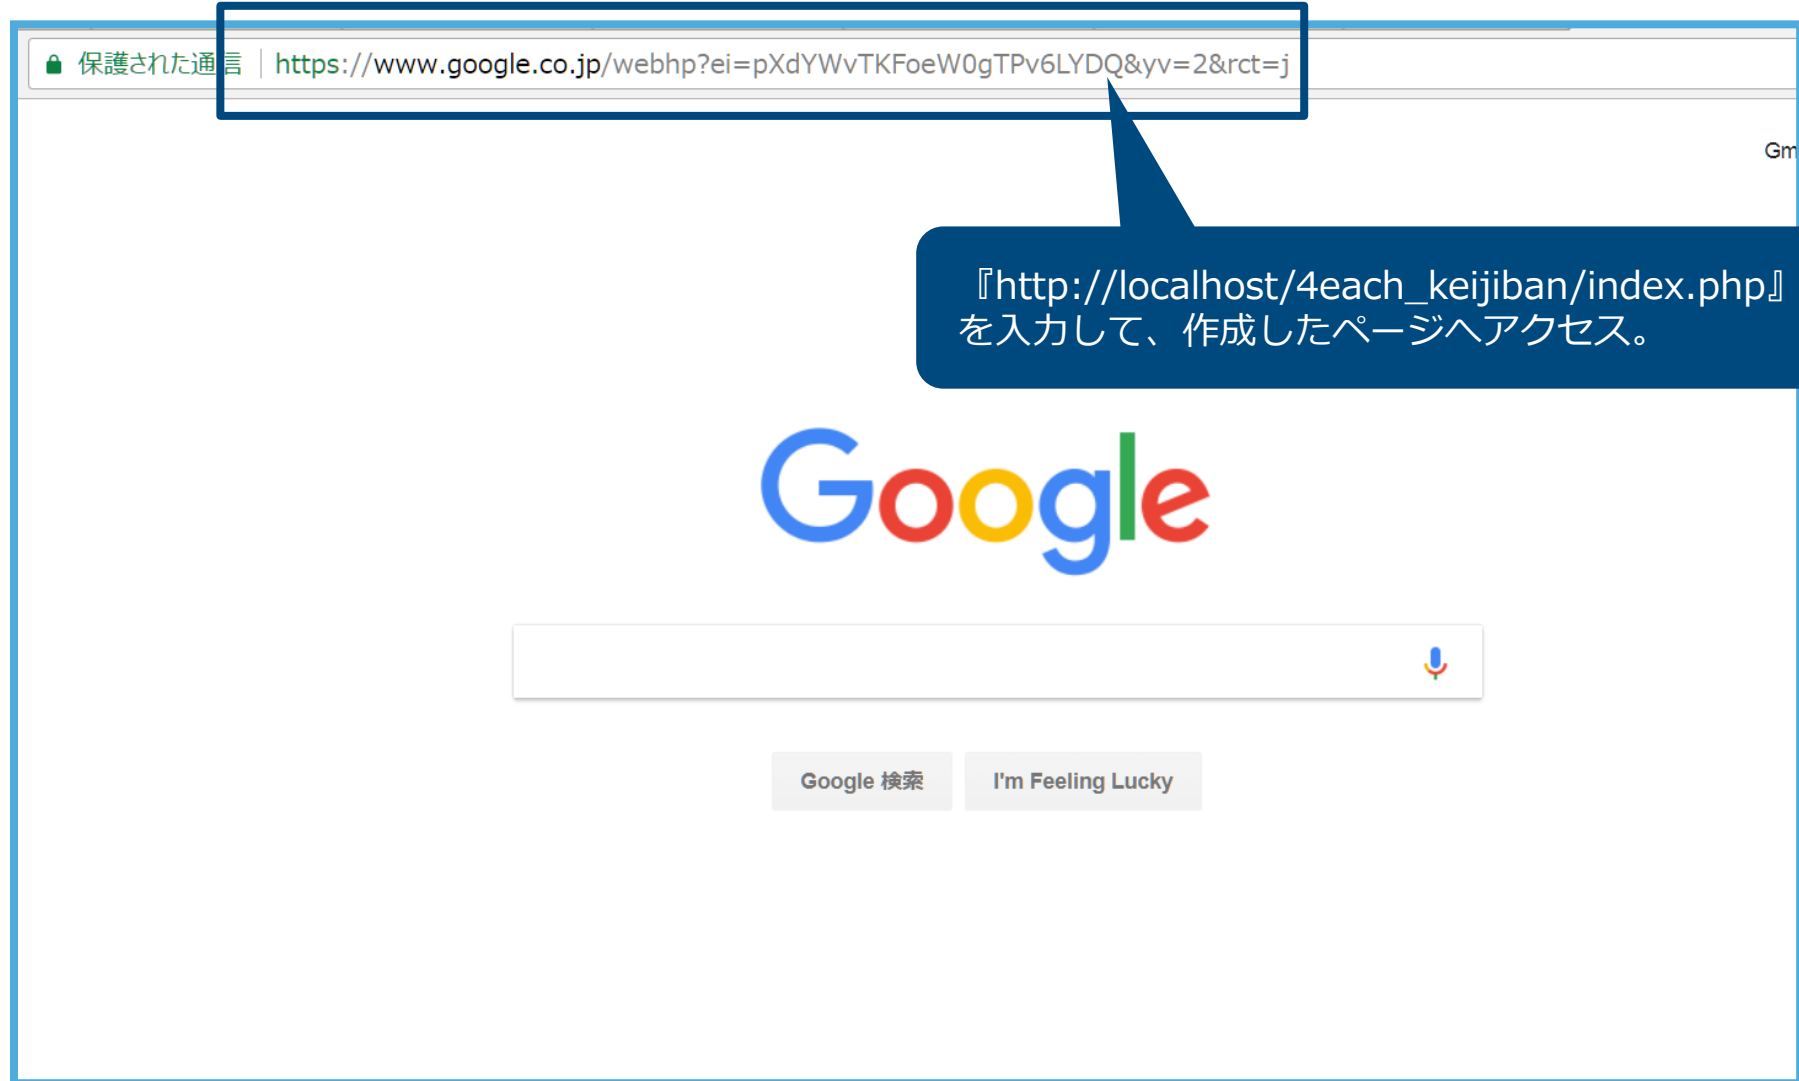 保護された通信 https://www.google.co.jp/webhp?ei=pXdYWvTKFoeW0gTPv6LYDQ&yv=2&rct=j
Gm
『http://localhost/4each_keijiban/index.php』
を入力して、作成したページへアクセス。
Google
Google 検索 I'm Feeling Lucky